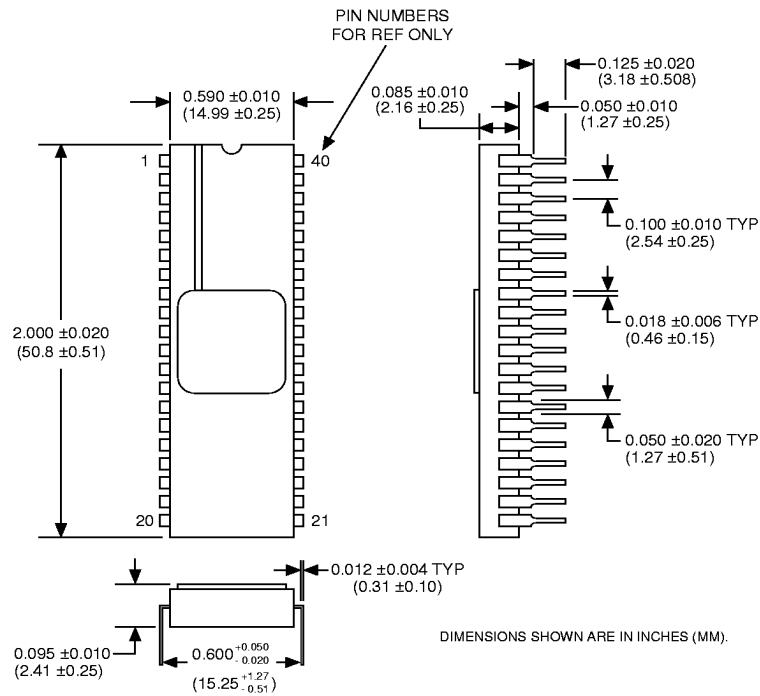 PIN NUMBERS
FOR REF ONLY
0.590 ±0.010
(14.99 ±0.25)
0.085 ±0.010
(2.16 ±0.25)
0.125 ±0.020
(3.18 ±0.508)
0.050 ±0.010
(1.27 ±0.25)
1
40
0.100 ±0.010 TYP
(2.54 ±0.25)
2.000 ±0.020
(50.8 ±0.51)
0.018 ±0.006 TYP
(0.46 ±0.15)
0.050 ±0.020 TYP
(1.27 ±0.51)
20
21
0.012 ±0.004 TYP
(0.31 ±0.10)
0.095 ±0.010
(2.41 ±0.25)
0.600 +0.050 - 0.020
(15.25 +1.27 - 0.51)
DIMENSIONS SHOWN ARE IN INCHES (MM).